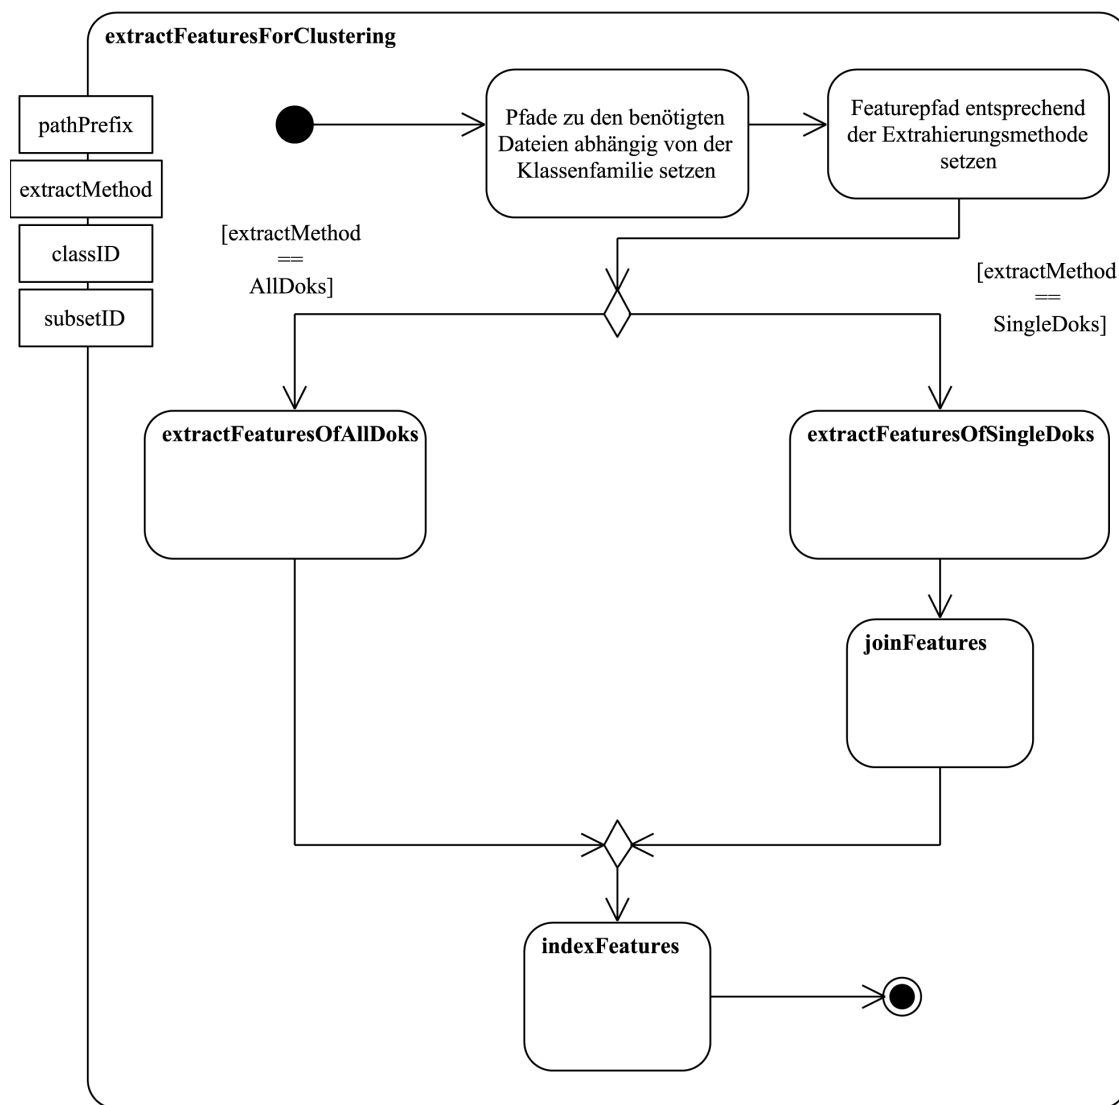 extractFeaturesForClustering
pathPrefix
extractMethod
classID
subsetID
Pfade zu den benötigten
Dateien abhängig von der
Klassenfamilie setzen
Featurepfad entsprechend
der Extrahierungsmethode
setzen
[extractMethod
==
AllDoks]
[extractMethod
==
SingleDoks]
extractFeaturesOfAllDoks
extractFeaturesOfSingleDoks
joinFeatures
indexFeatures